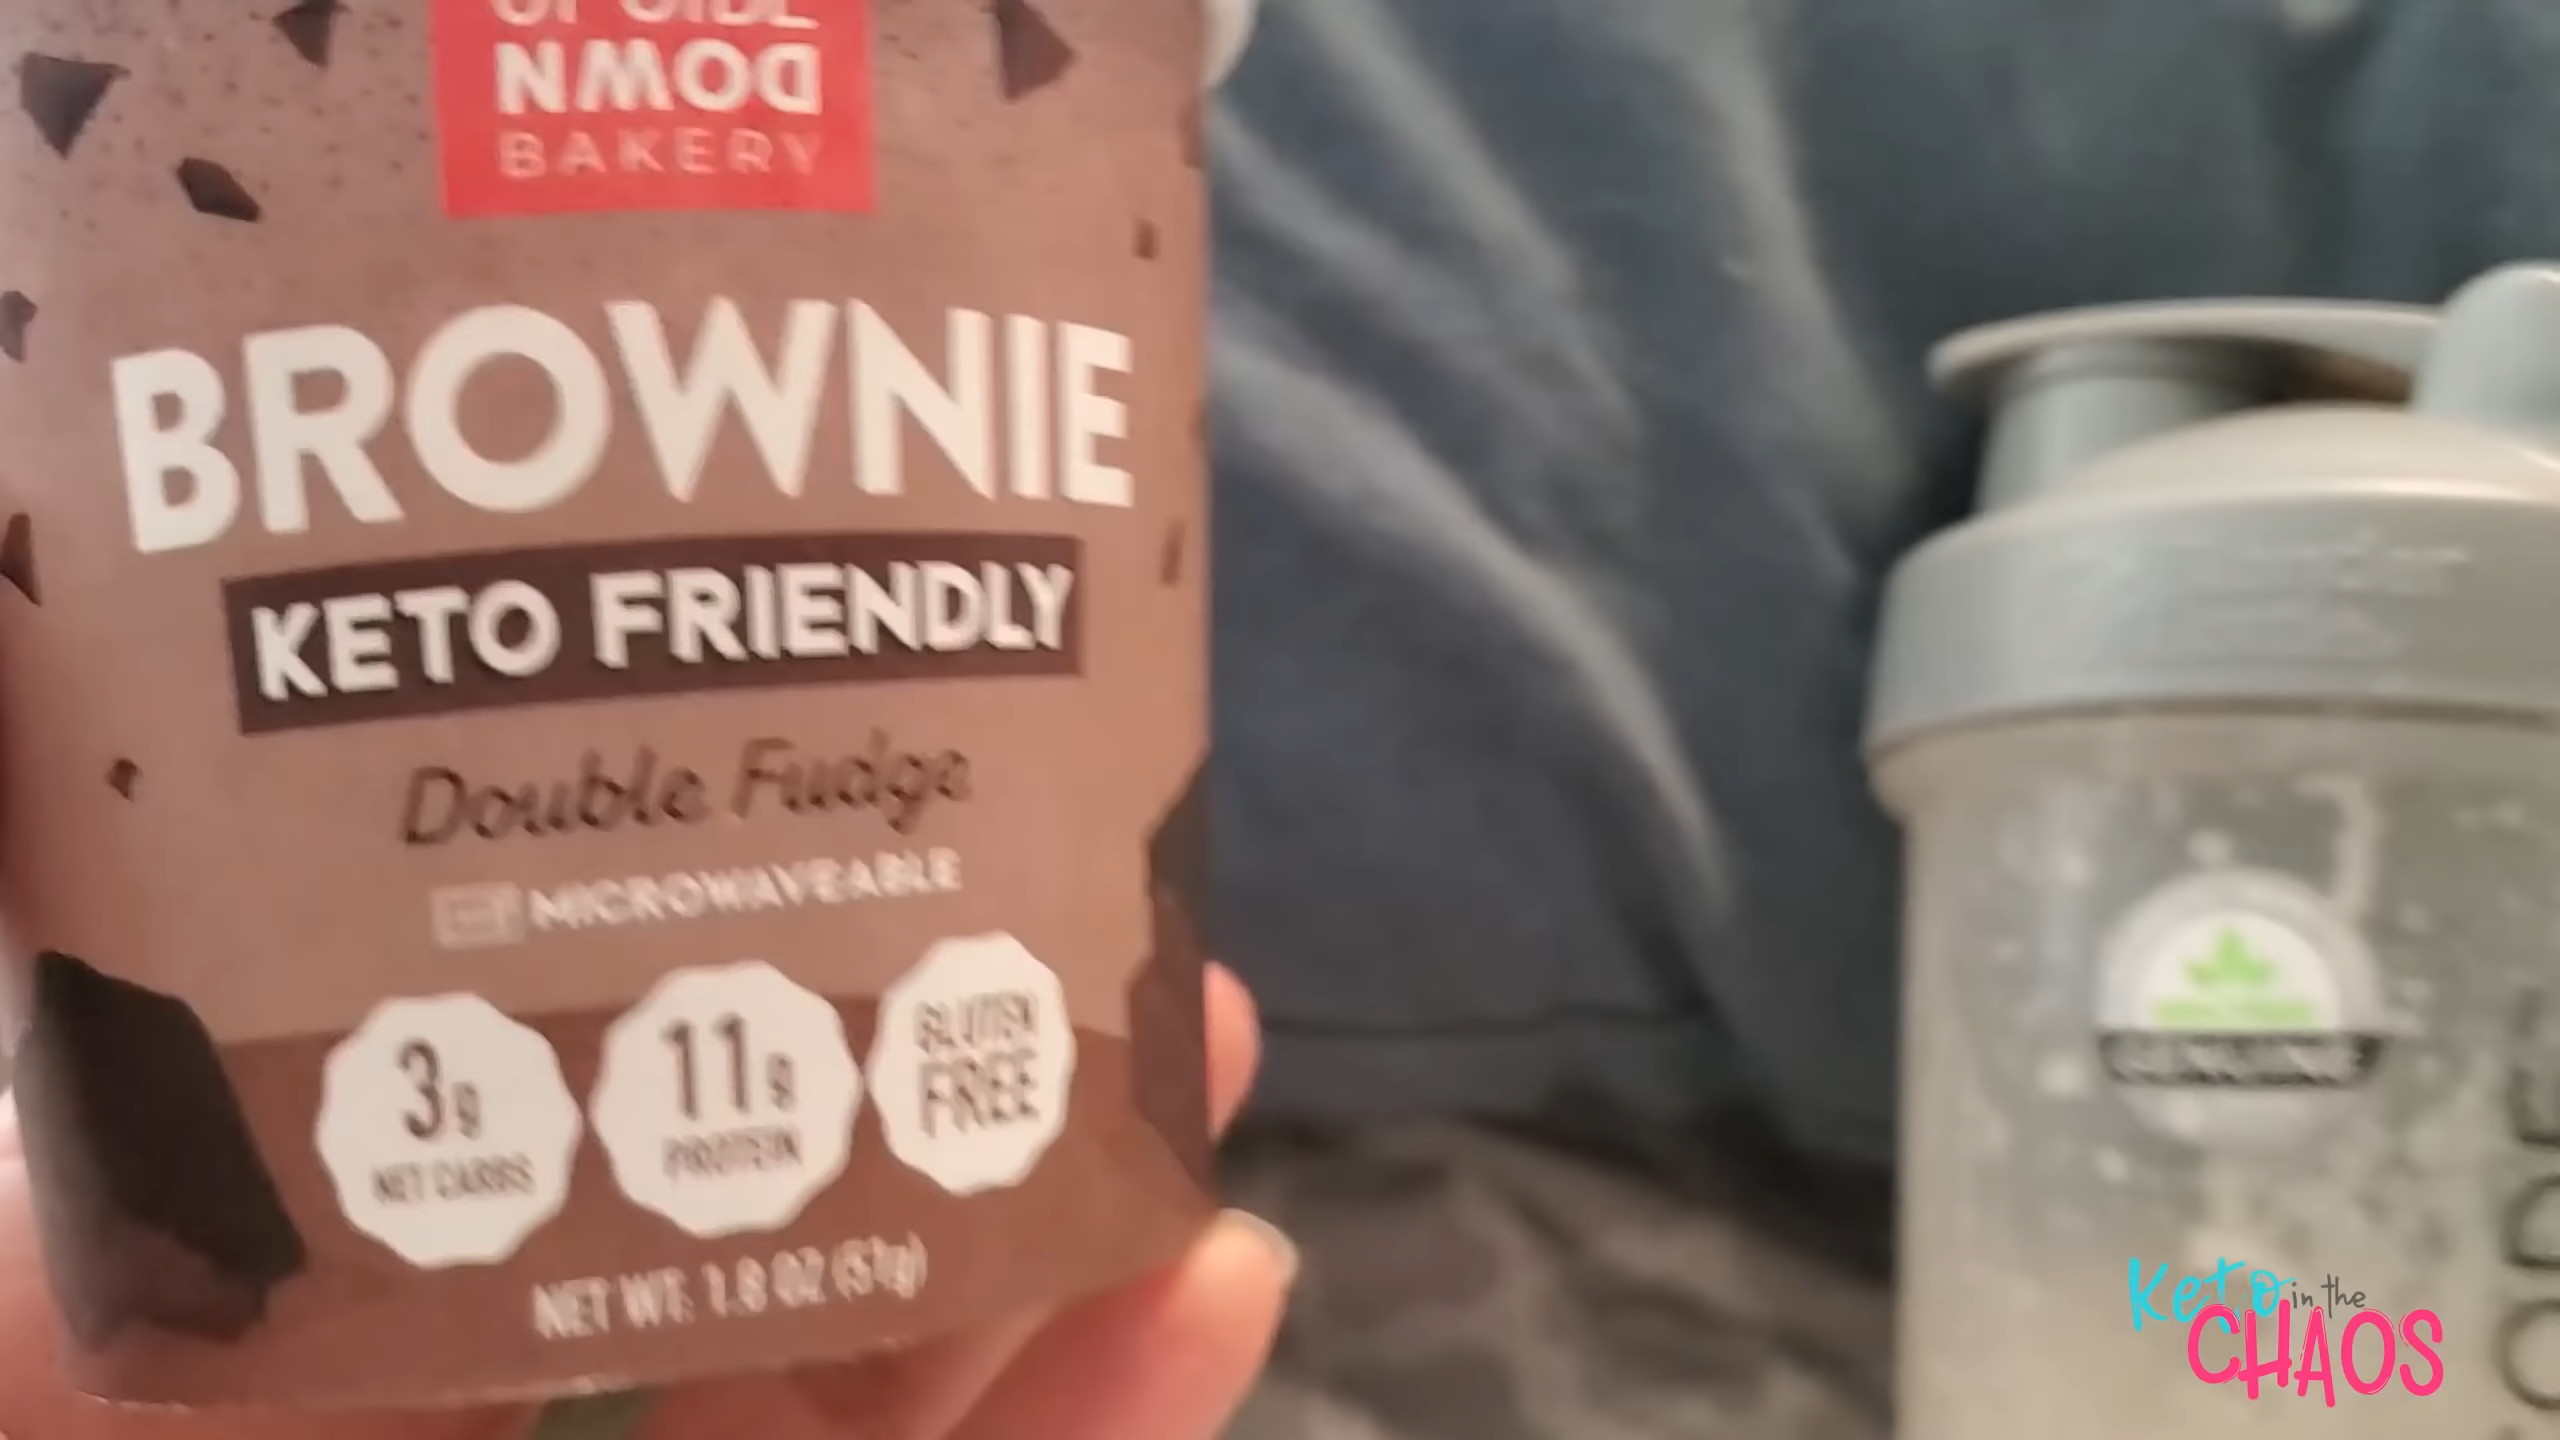 UPSIDE
DOWN
BAKERY
BROWNIE
KETO FRIENDLY
Double Fudge
MICROWAVEABLE
3g
NET CARBS
11g
PROTEIN
GLUTEN
FREE
NET WT. 1.8 OZ (51g)
Keto in the
CHAOS